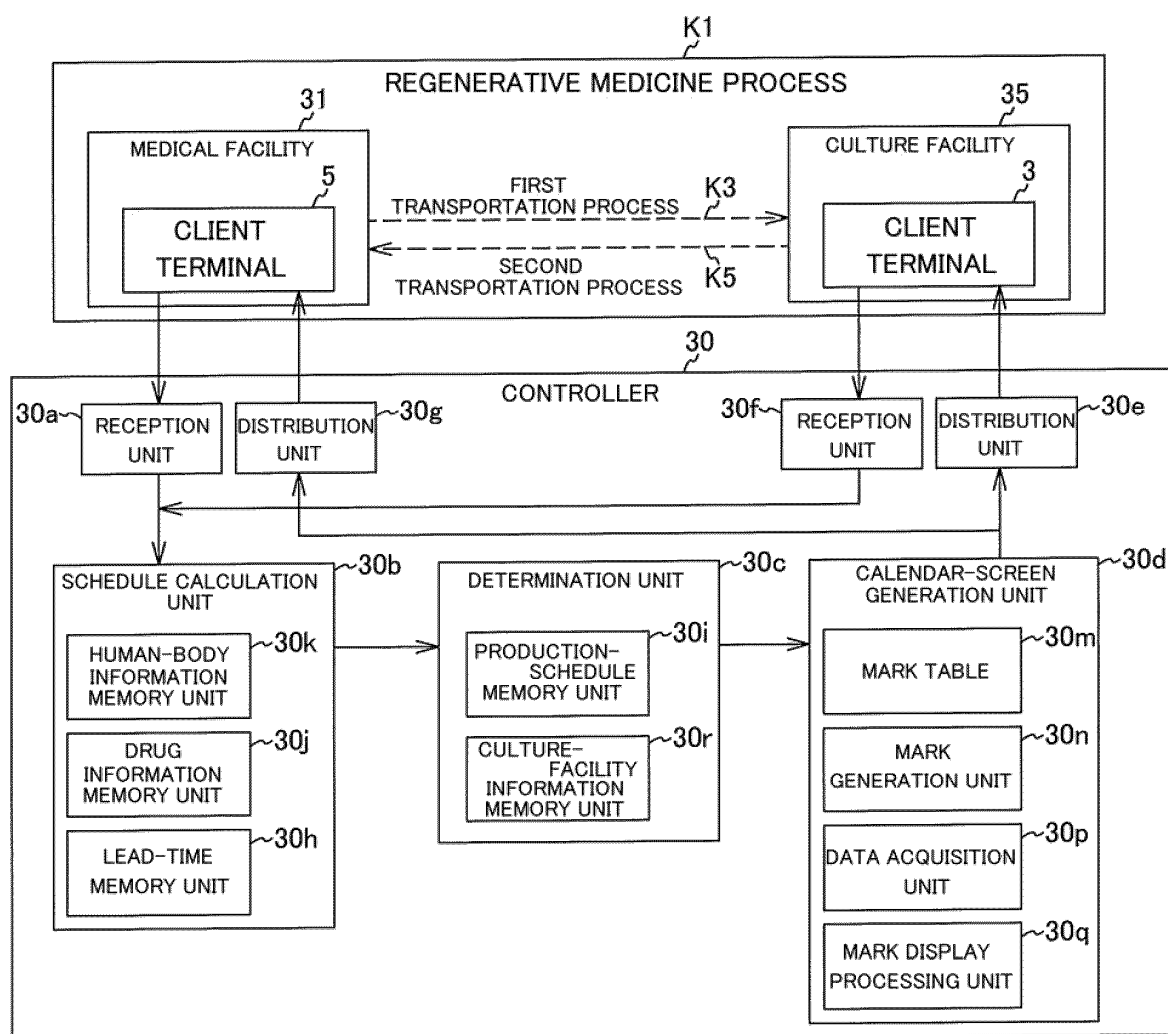 K1
REGENERATIVE MEDICINE PROCESS
31
MEDICAL FACILITY
5
CLIENT
TERMINAL
FIRST
TRANSPORTATION PROCESS
K3
SECOND
TRANSPORTATION PROCESS
K5
35
CULTURE FACILITY
3
CLIENT
TERMINAL
30
CONTROLLER
30a
RECEPTION
UNIT
30g
DISTRIBUTION
UNIT
30f
RECEPTION
UNIT
30e
DISTRIBUTION
UNIT
30b
SCHEDULE CALCULATION
UNIT
30k
HUMAN-BODY
INFORMATION
MEMORY UNIT
30j
DRUG
INFORMATION
MEMORY UNIT
30h
LEAD-TIME
MEMORY UNIT
30c
DETERMINATION UNIT
30i
PRODUCTION-
SCHEDULE
MEMORY UNIT
30r
CULTURE-
FACILITY
INFORMATION
MEMORY UNIT
30d
CALENDAR-SCREEN
GENERATION UNIT
30m
MARK TABLE
30n
MARK
GENERATION UNIT
30p
DATA ACQUISITION
UNIT
30q
MARK DISPLAY
PROCESSING UNIT